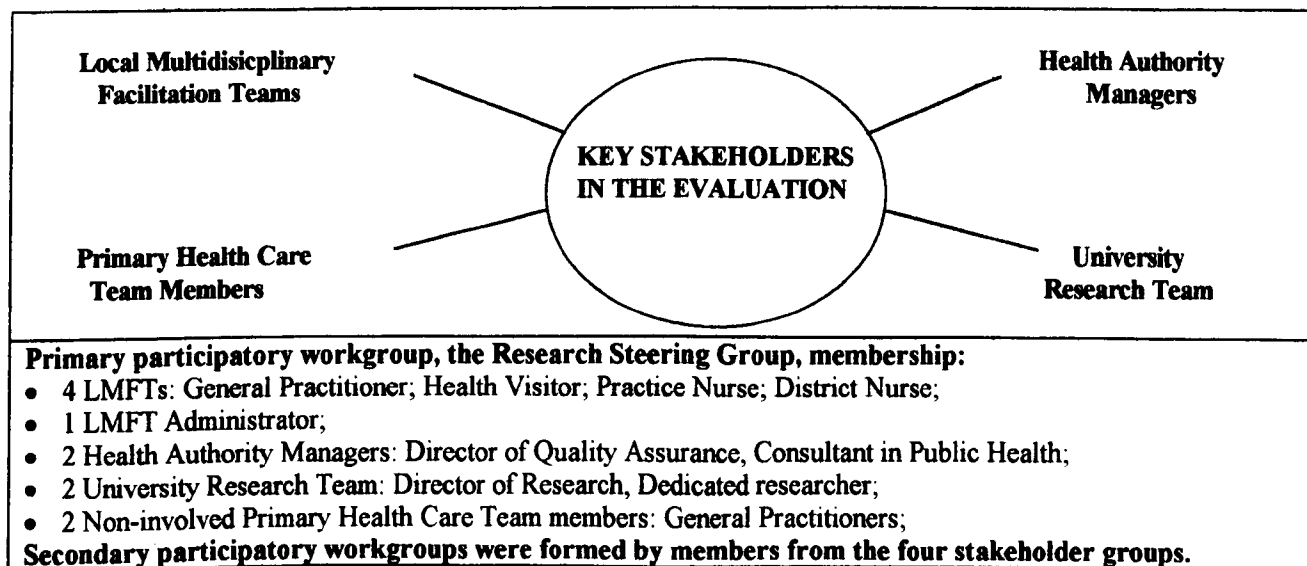 Local Multidisicplinary
Facilitation Teams
Health Authority
Managers
KEY STAKEHOLDERS
IN THE EVALUATION
Primary Health Care
Team Members
University
Research Team
Primary participatory workgroup, the Research Steering Group, membership:
• 4 LMFTs: General Practitioner; Health Visitor; Practice Nurse; District Nurse;
• 1 LMFT Administrator;
• 2 Health Authority Managers: Director of Quality Assurance, Consultant in Public Health;
• 2 University Research Team: Director of Research, Dedicated researcher;
• 2 Non-involved Primary Health Care Team members: General Practitioners;
Secondary participatory workgroups were formed by members from the four stakeholder groups.